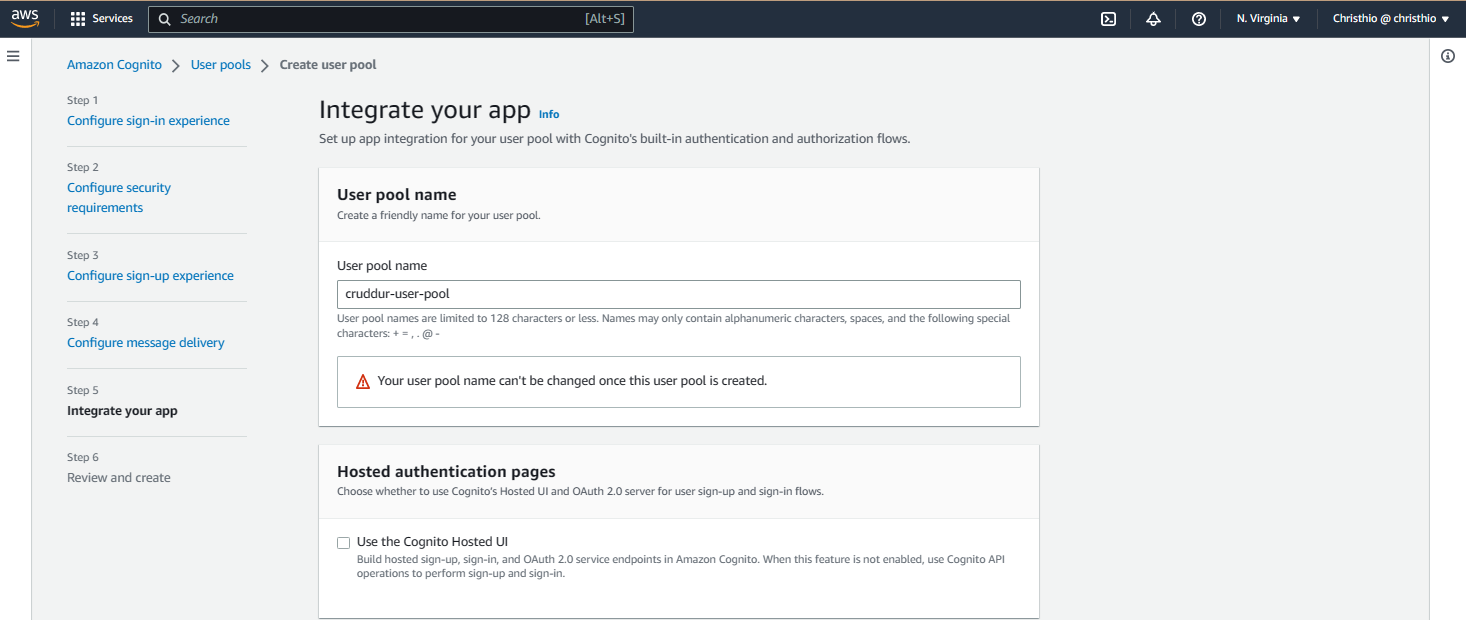 aws
Services
Search
[Alt+S]
N. Virginia
Christhio @ christhio
Amazon Cognito
User pools
Create user pool
Step 1
Configure sign-in experience
Step 2
Configure security
requirements
Step 3
Configure sign-up experience
Step 4
Configure message delivery
Step 5
Integrate your app
Step 6
Review and create
Integrate your app Info
Set up app integration for your user pool with Cognito's built-in authentication and authorization flows.
User pool name
Create a friendly name for your user pool.
User pool name
cruddur-user-pool
User pool names are limited to 128 characters or less. Names may only contain alphanumeric characters, spaces, and the following special
characters: + = , . @ -
Your user pool name can't be changed once this user pool is created.
Hosted authentication pages
Choose whether to use Cognito's Hosted UI and OAuth 2.0 server for user sign-up and sign-in flows.
Use the Cognito Hosted UI
Build hosted sign-up, sign-in, and OAuth 2.0 service endpoints in Amazon Cognito. When this feature is not enabled, use Cognito API
operations to perform sign-up and sign-in.